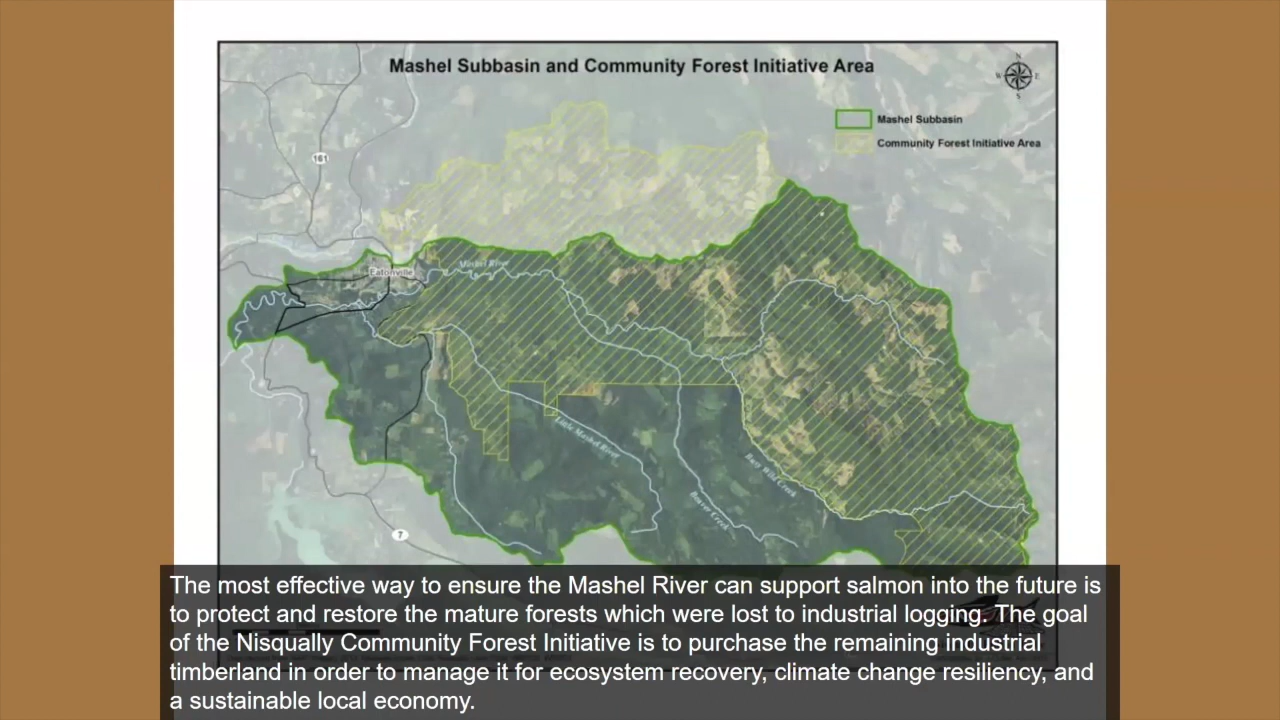 Mashel Subbasin and Community Forest Initiative Area
N
W E
S
Mashel Subbasin
Community Forest Initiative Area
161
Eatonville
Mashel River
Little Mashel River
Busy Wild Creek
Beaver Creek
7
The most effective way to ensure the Mashel River can support salmon into the future is
to protect and restore the mature forests which were lost to industrial logging. The goal
of the Nisqually Community Forest Initiative is to purchase the remaining industrial
timberland in order to manage it for ecosystem recovery, climate change resiliency, and
a sustainable local economy.